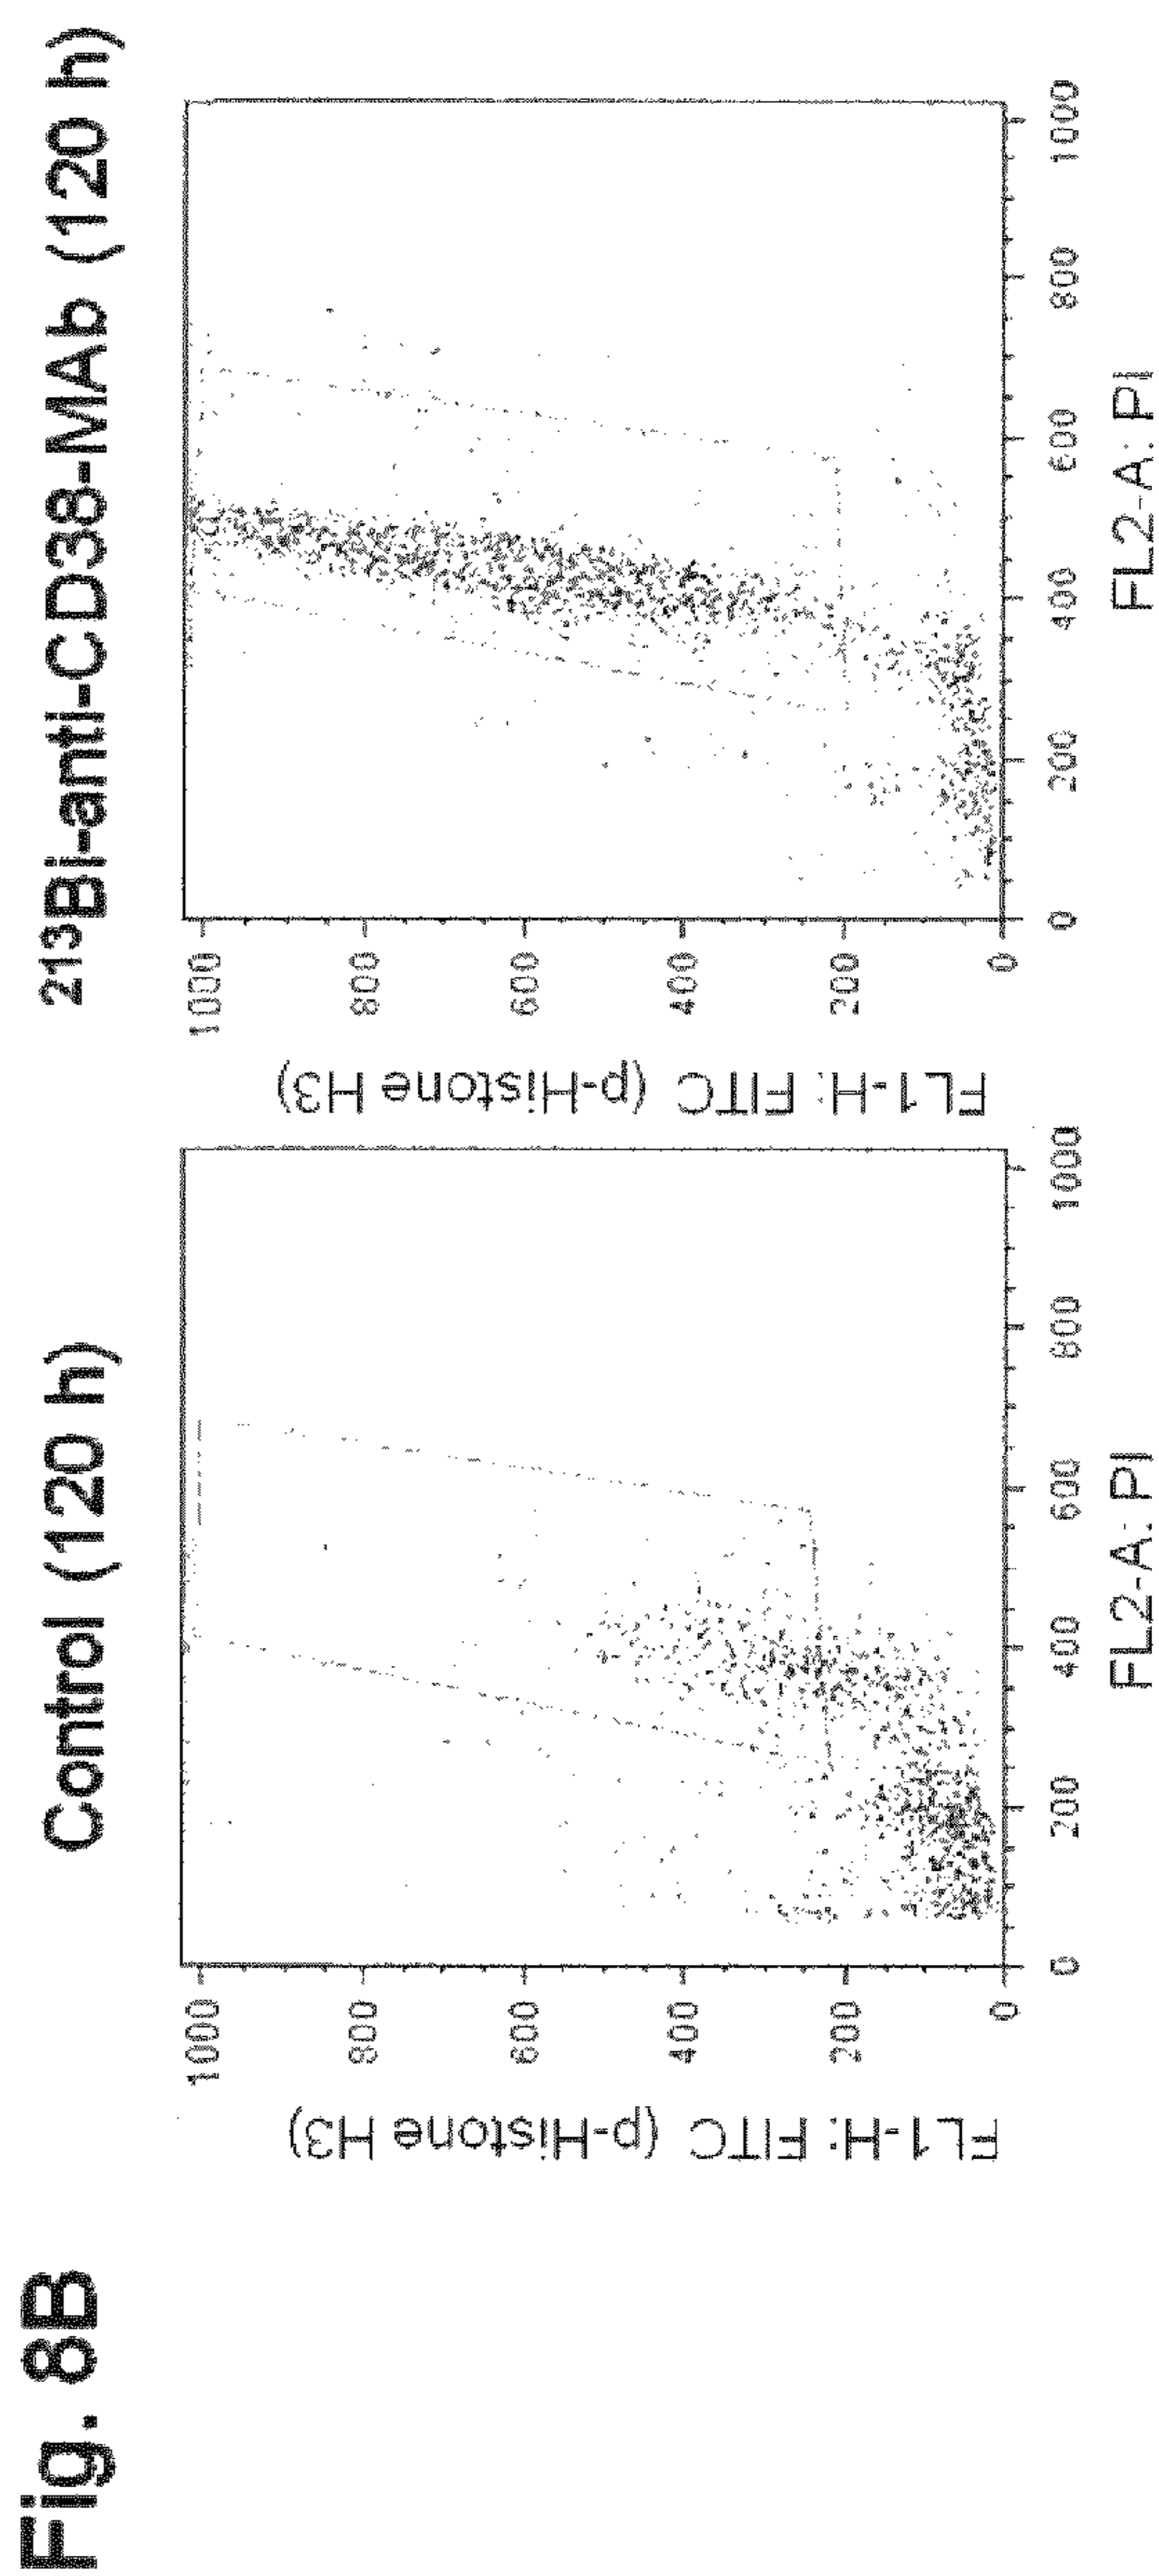 Fig. 8B
Control (120 h)
FL1-H: FITC (p-Histone H3)
1000
800
600
400
200
0
0 200 400 600 800 1000
FL2-A: PI
213Bi-anti-CD38-MAb (120 h)
FL1-H: FITC (p-Histone H3)
1000
800
600
400
200
0
0 200 400 600 800 1000
FL2-A: PI